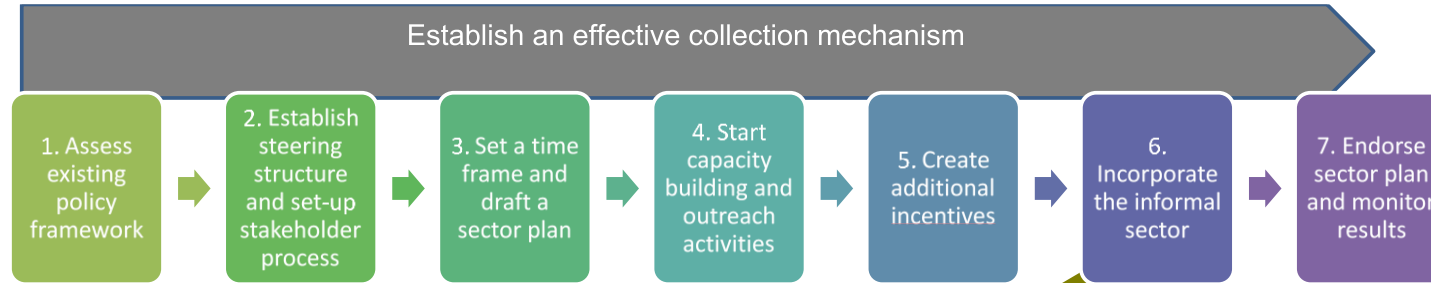 Establish an effective collection mechanism
1. Assess
existing
policy
framework
2. Establish
steering
structure
and set-up
stakeholder
process
3. Set a time
frame and
draft a
sector plan
4. Start
capacity
building and
outreach
activities
5. Create
additional
incentives
6.
Incorporate
the informal
sector
7. Endorse
sector plan
and monitor
results